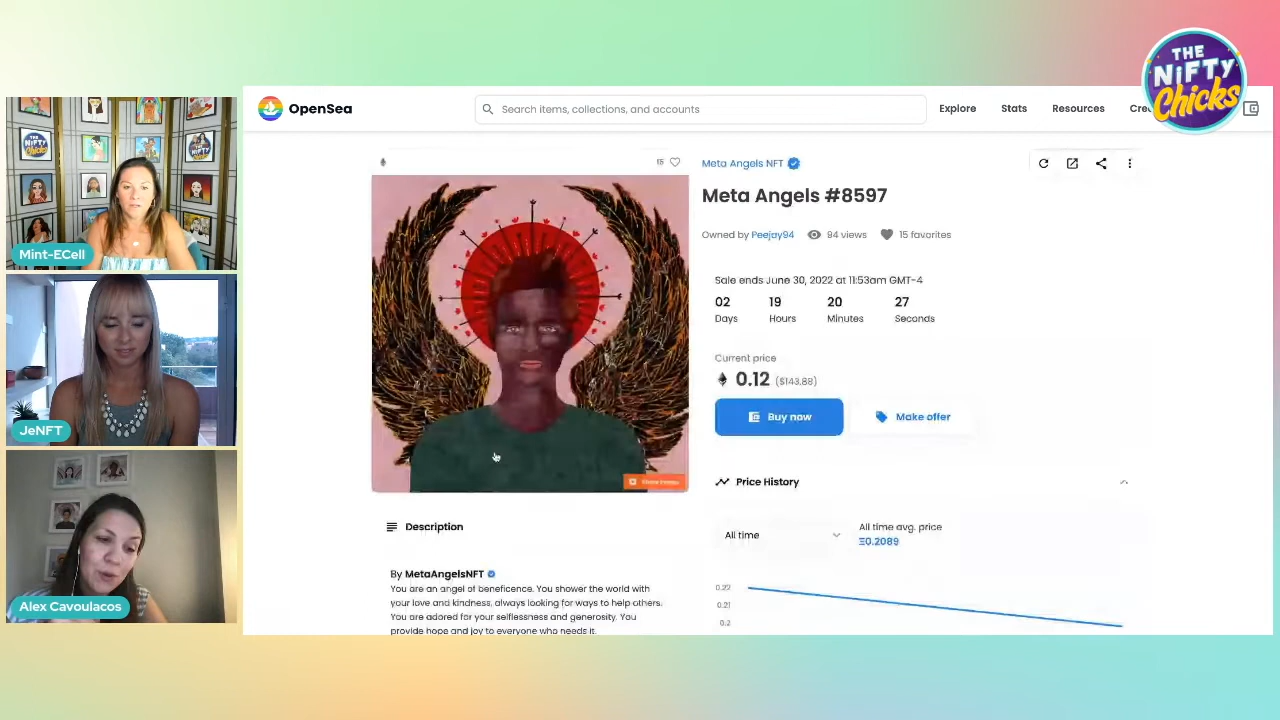 THE
NiFTY
Chicks
OpenSea
Search items, collections, and accounts
Explore
Stats
Resources
Meta Angels NFT
Meta Angels #8597
Owned by Peejay94
94 views
15 favorites
Sale ends June 30, 2022 at 11:53am GMT-4
02
19
20
27
Days
Hours
Minutes
Seconds
Current price
0.12 ($143.88)
Buy now
Make offer
Price History
All time
All time avg. price
Ξ0.2089
0.22
0.21
0.2
Description
By MetaAngelsNFT
You are an angel of beneficence. You shower the world with
your love and kindness, always looking for ways to help others.
You are adored for your selflessness and generosity. You
provide hope and joy to everyone who needs it.
Mint-ECell
JeNFT
Alex Cavoulacos